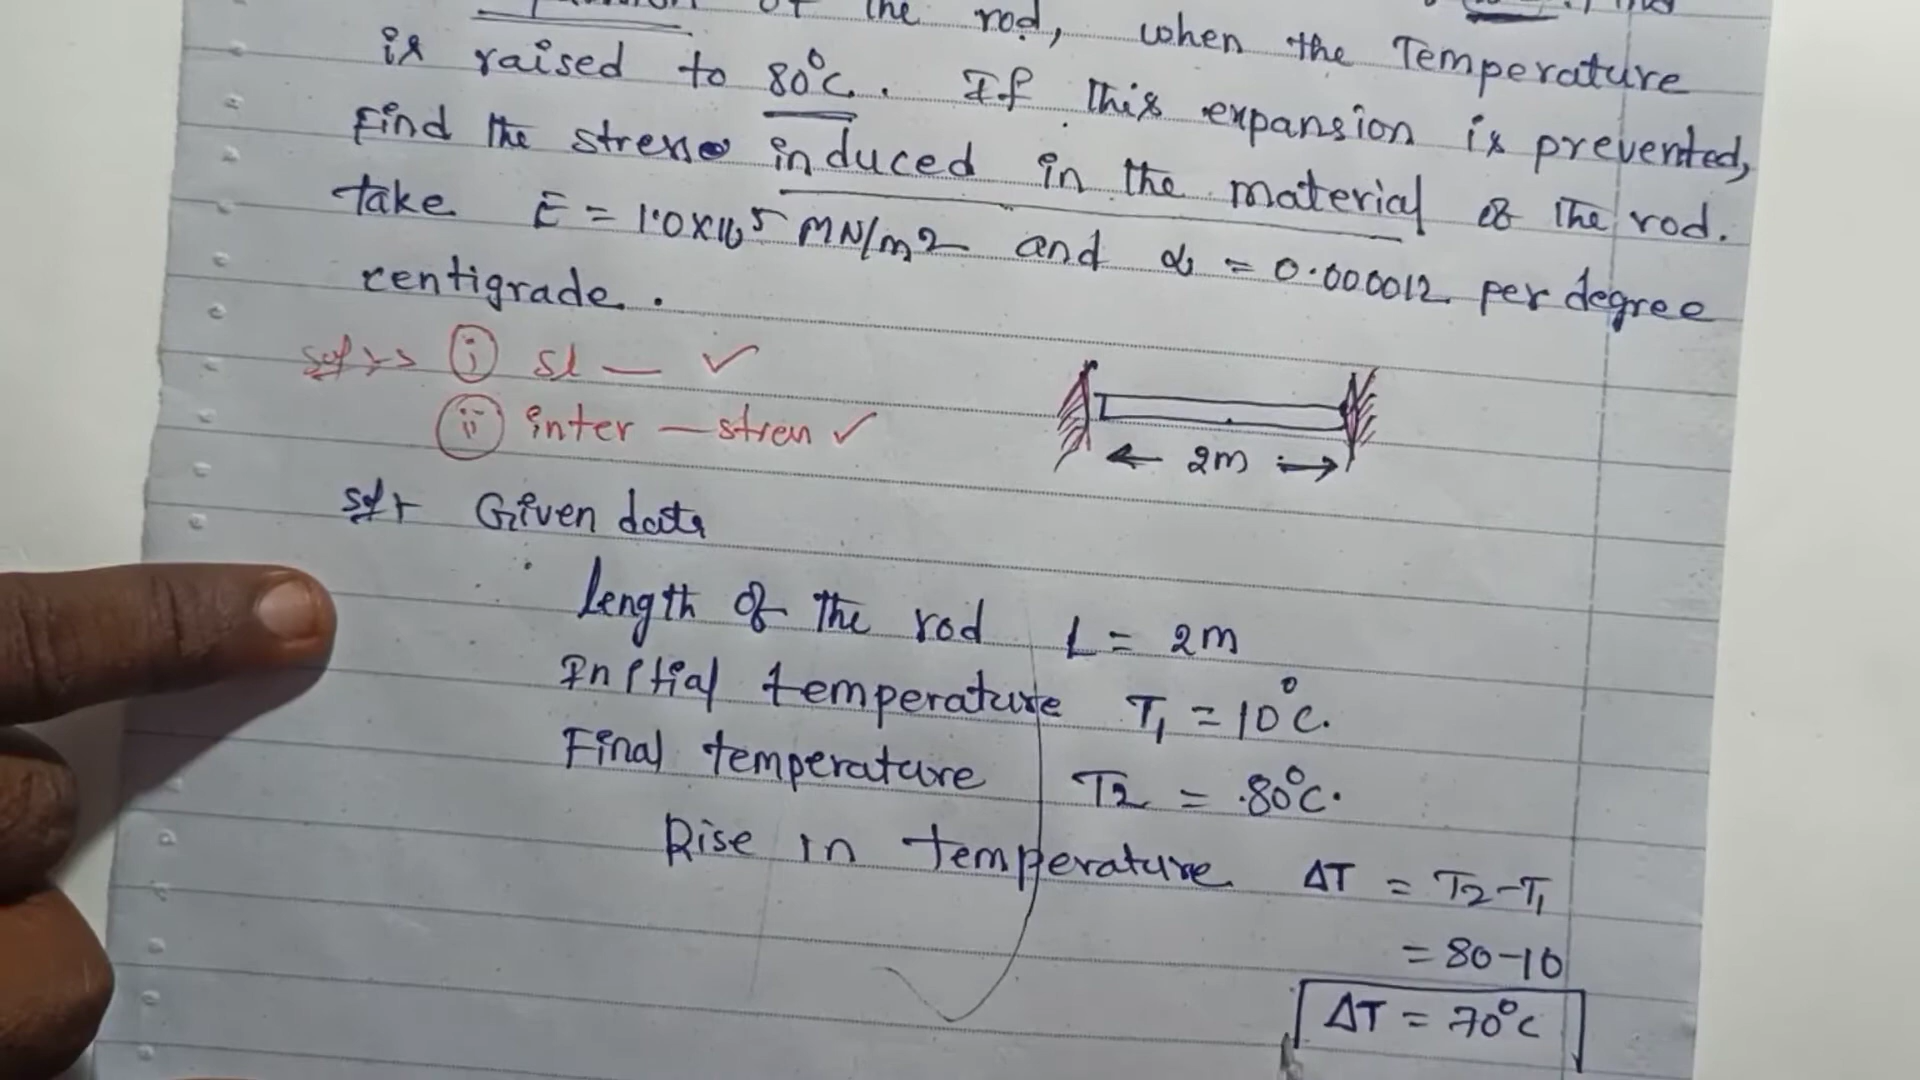 of the rod, when the Temperature
is raised to 80°C. If This expansion is prevented,
Find the stress induced in the material of The rod.
take E = 1.0×10⁵ MN/m2 and α = 0.000012 per degree
centigrade.
(i) δl — ✓
(ii) inter — stress ✓
2m
Given data
Length of the rod L = 2m
Initial temperature T₁ = 10°C.
Final temperature T2 = 80°C.
Rise in temperature ΔT = T2-T₁
= 80-10
ΔT = 70°C